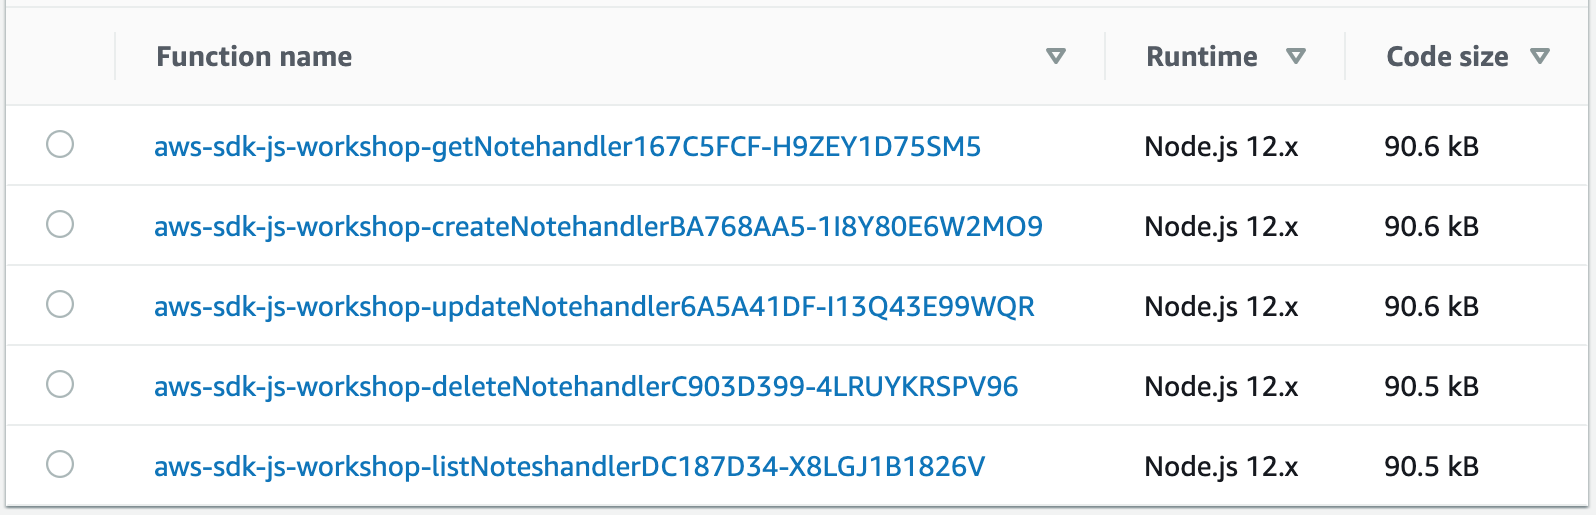 Function name Runtime Code size
aws-sdk-js-workshop-getNotehandler167C5FCF-H9ZEY1D75SM5 Node.js 12.x 90.6 kB
aws-sdk-js-workshop-createNotehandlerBA768AA5-1I8Y80E6W2MO9 Node.js 12.x 90.6 kB
aws-sdk-js-workshop-updateNotehandler6A5A41DF-I13Q43E99WQR Node.js 12.x 90.6 kB
aws-sdk-js-workshop-deleteNotehandlerC903D399-4LRUYKRSPV96 Node.js 12.x 90.5 kB
aws-sdk-js-workshop-listNoteshandlerDC187D34-X8LGJ1B1826V Node.js 12.x 90.5 kB